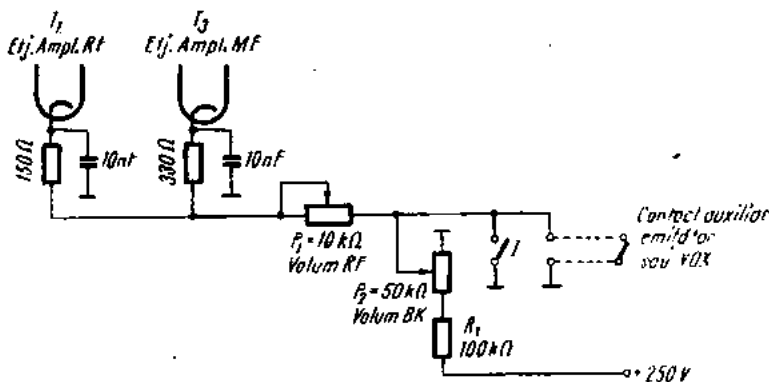 T₁
Etj. Ampl. Rf
T₃
Etj. Ampl. MF
150 Ω
10nf
330 Ω
10nF
P₁ = 10 kΩ
Volum RF
P₂ = 50 kΩ
Volum BK
R₁
100 kΩ
I
Contact auxiliar
emițător
sau VOX
+ 250 V